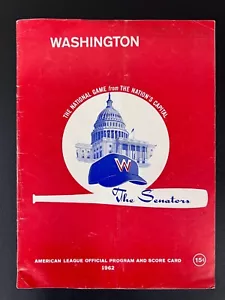 WASHINGTON
THE NATIONAL GAME from THE NATION'S CAPITAL
W
The Senators
AMERICAN LEAGUE OFFICIAL PROGRAM AND SCORE CARD
15¢
1962